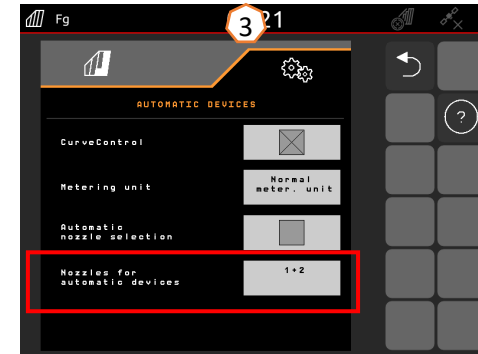 Fg
3
21
AUTOMATIC DEVICES
CurveControl
Metering unit
Normal
meter. unit
Automatic
nozzle selection
Nozzles for
automatic devices
1+2
?